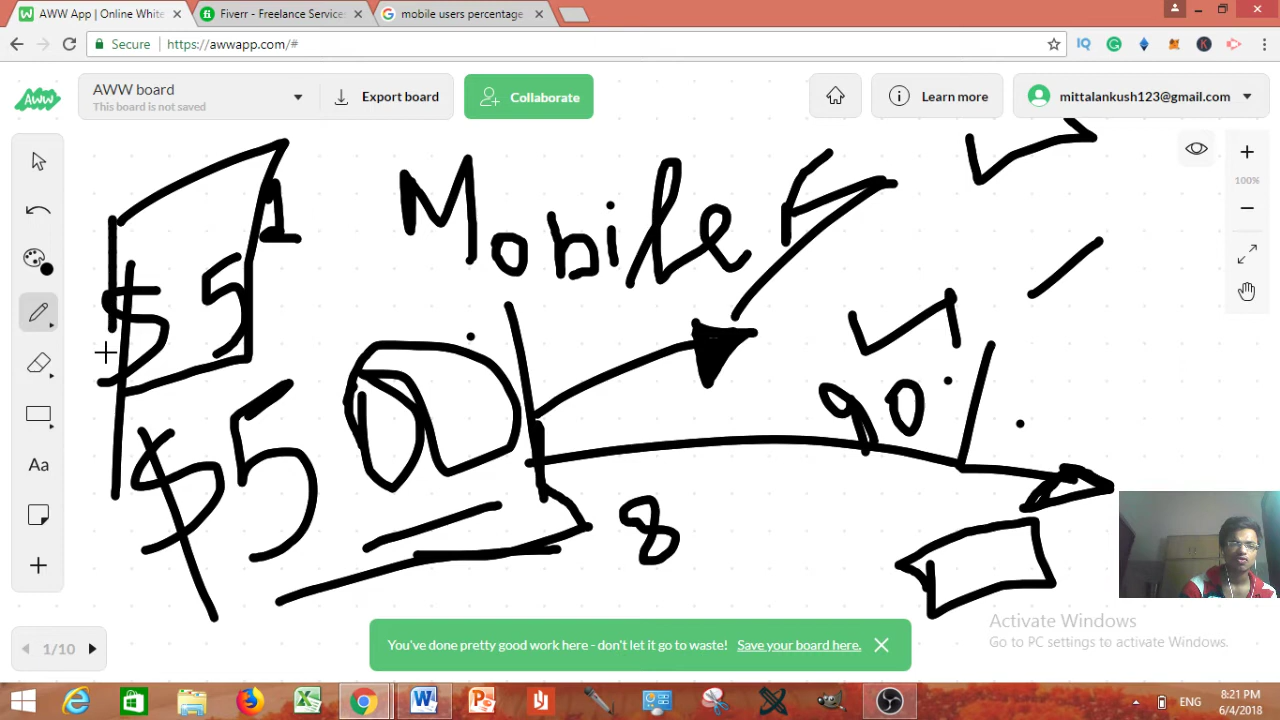 AWW App | Online White
Fiverr - Freelance Services
mobile users percentage
Secure
https://awwapp.com/#
AWW
AWW board
This board is not saved
Export board
Collaborate
Learn more
mittalankush123@gmail.com
100%
Aa
1
Mobile
$5
$500
90%
8
You've done pretty good work here - don't let it go to waste! Save your board here.
Activate Windows
Go to PC settings to activate Windows.
1/10
ENG
8:21 PM
6/4/2018